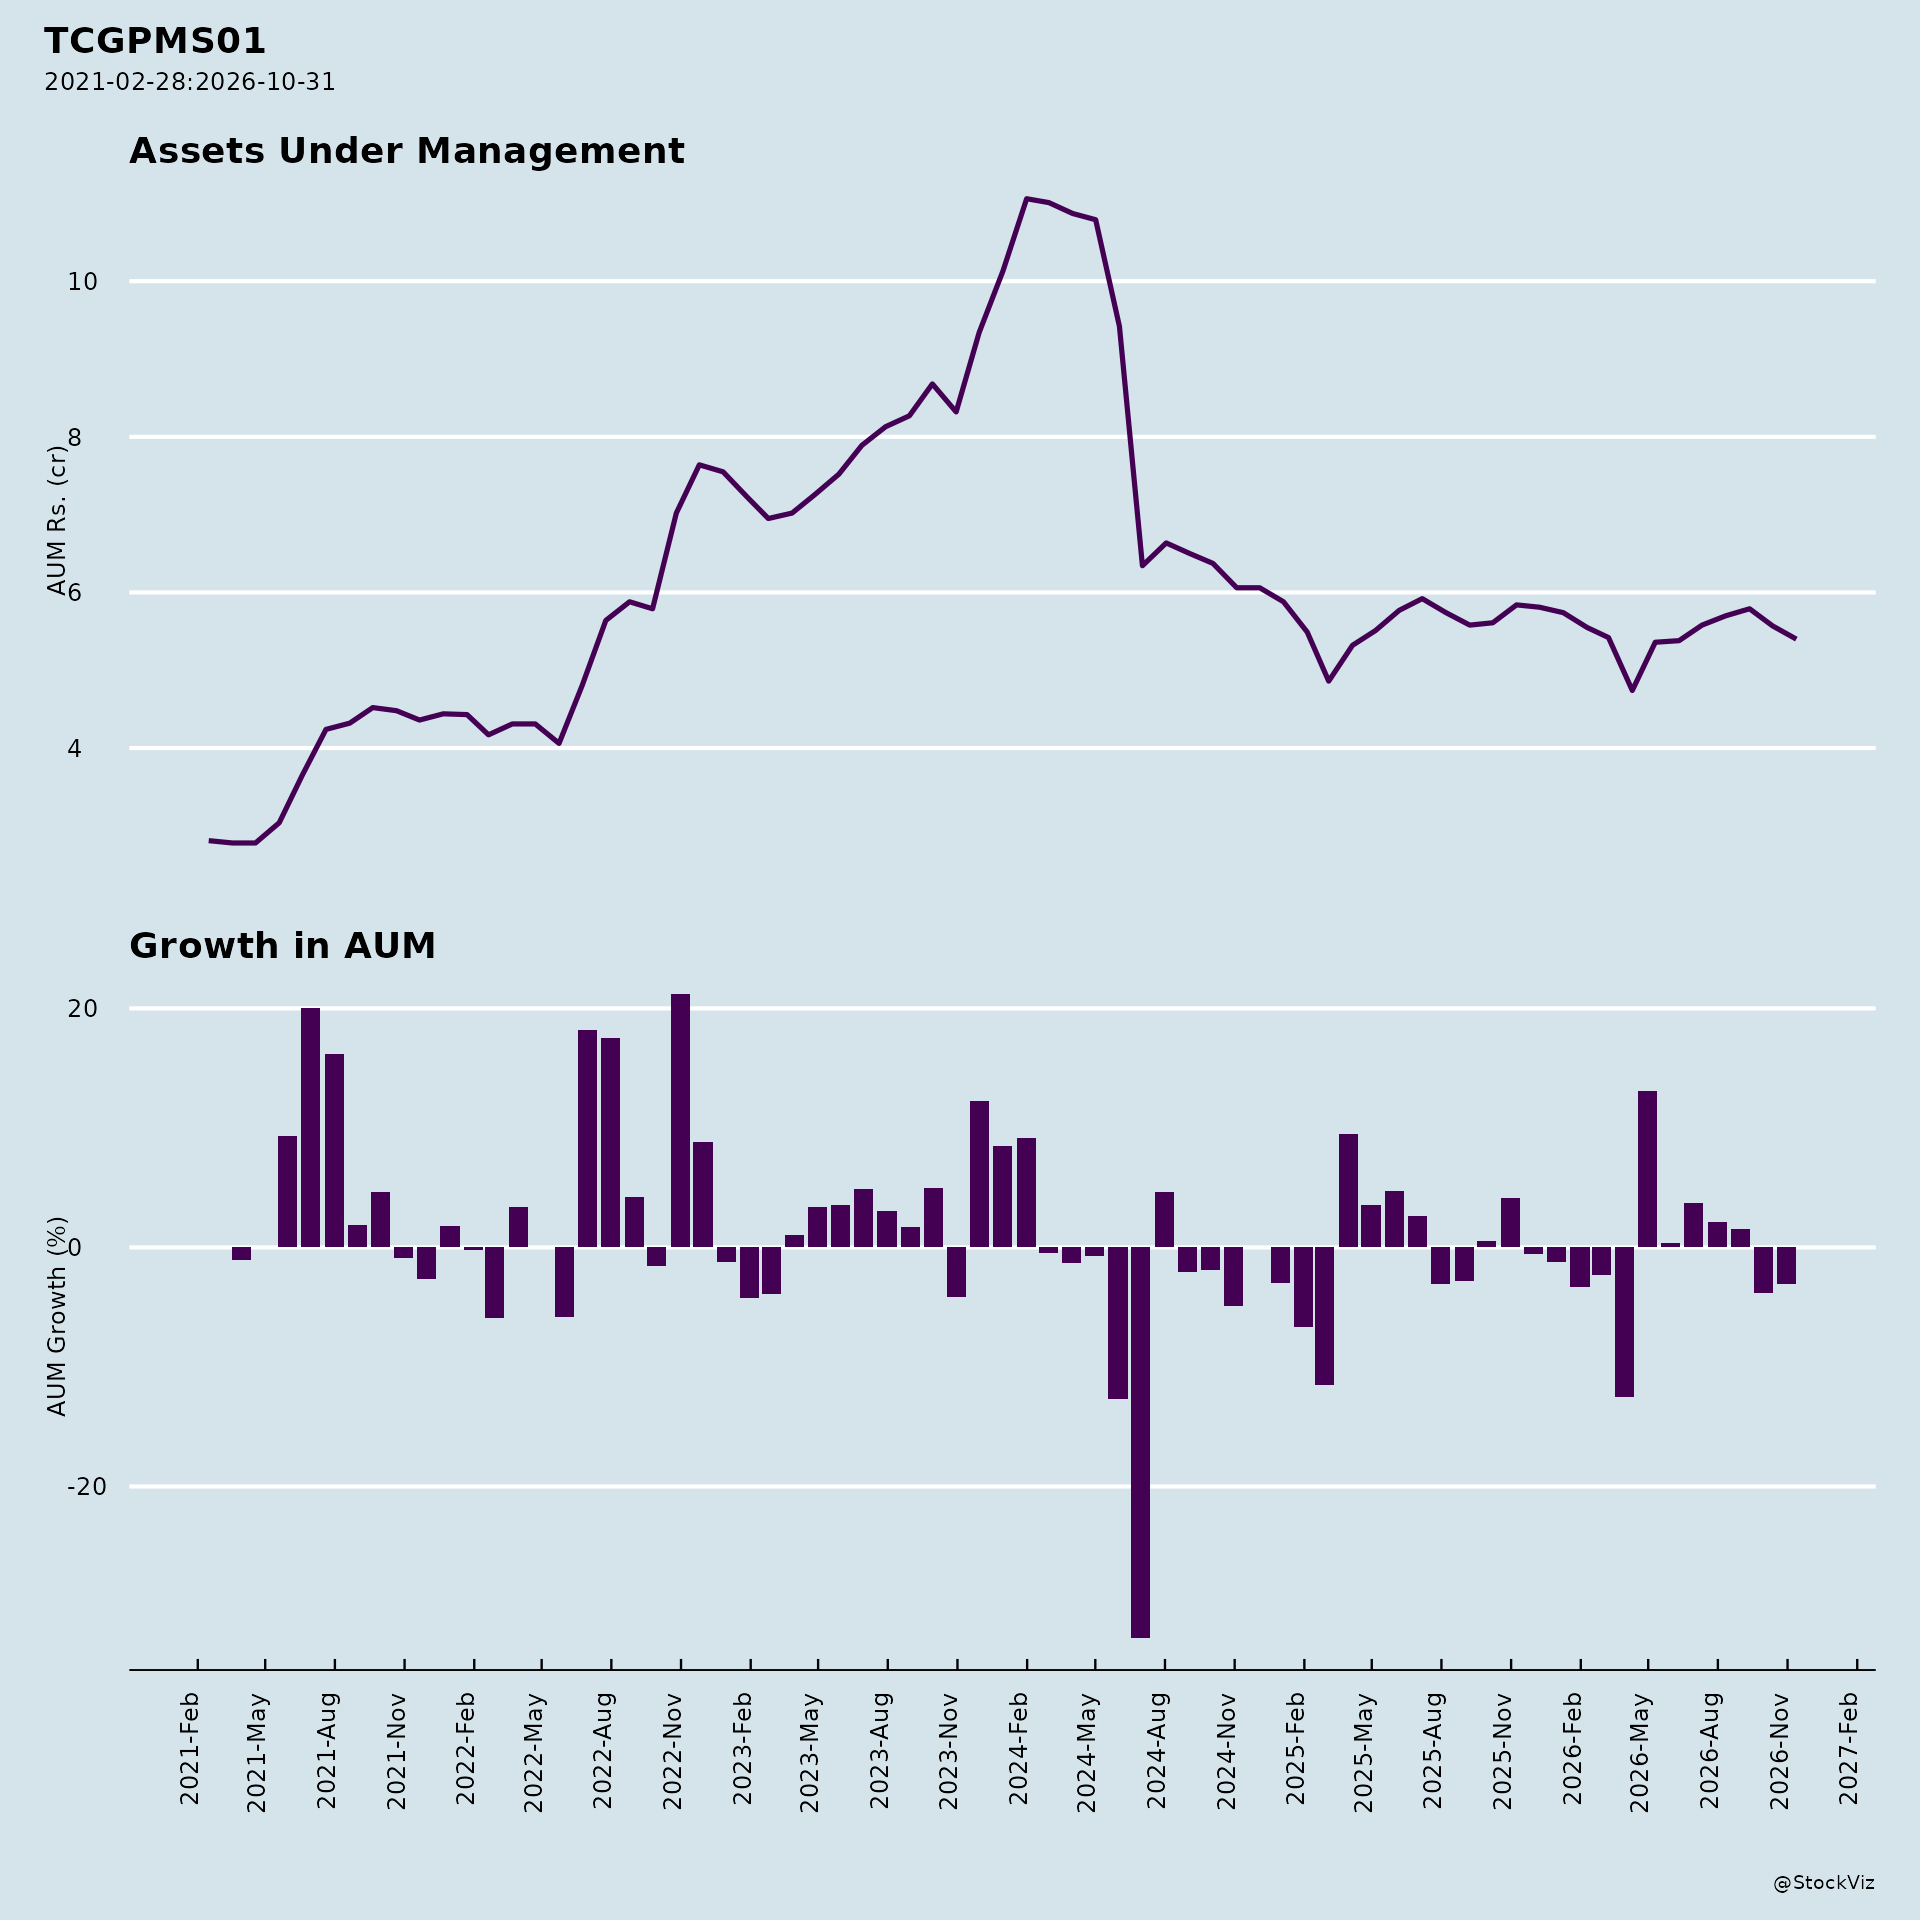 TCGPMS01
2021-02-28:2026-10-31
Assets Under Management
AUM Rs. (cr)
10
8
6
4
Growth in AUM
AUM Growth (%)
20
0
-20
2021-Feb
2021-May
2021-Aug
2021-Nov
2022-Feb
2022-May
2022-Aug
2022-Nov
2023-Feb
2023-May
2023-Aug
2023-Nov
2024-Feb
2024-May
2024-Aug
2024-Nov
2025-Feb
2025-May
2025-Aug
2025-Nov
2026-Feb
2026-May
2026-Aug
2026-Nov
2027-Feb
@StockViz